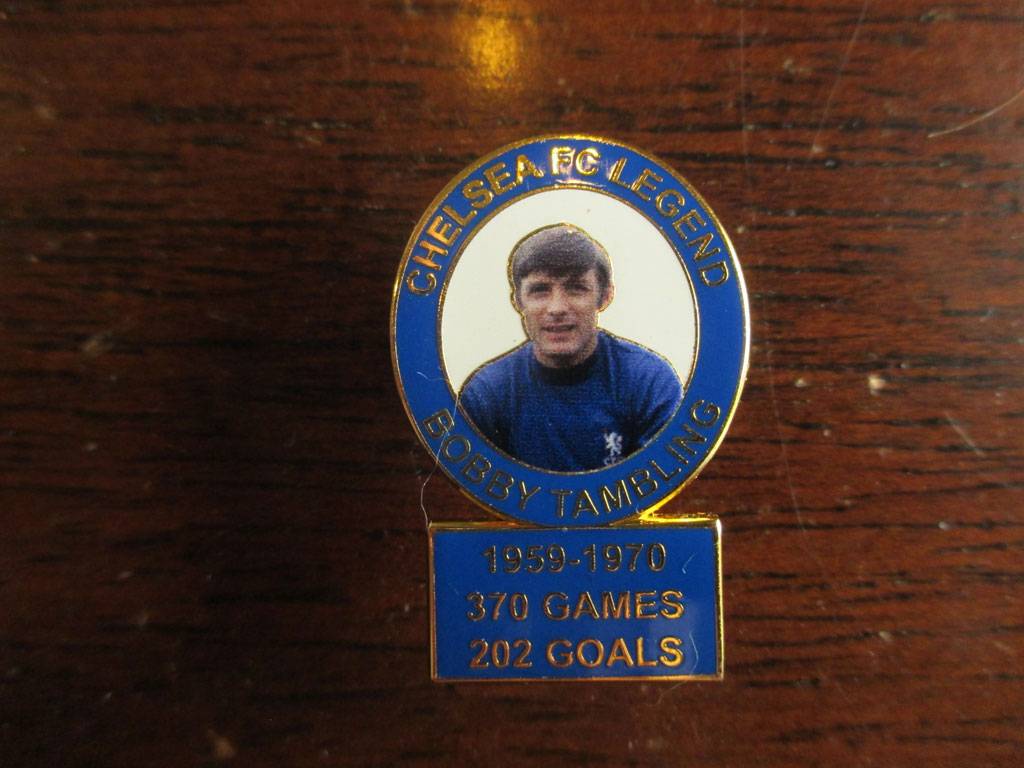 CHELSEA FC LEGEND
BOBBY TAMBLING
1959-1970
370 GAMES
202 GOALS